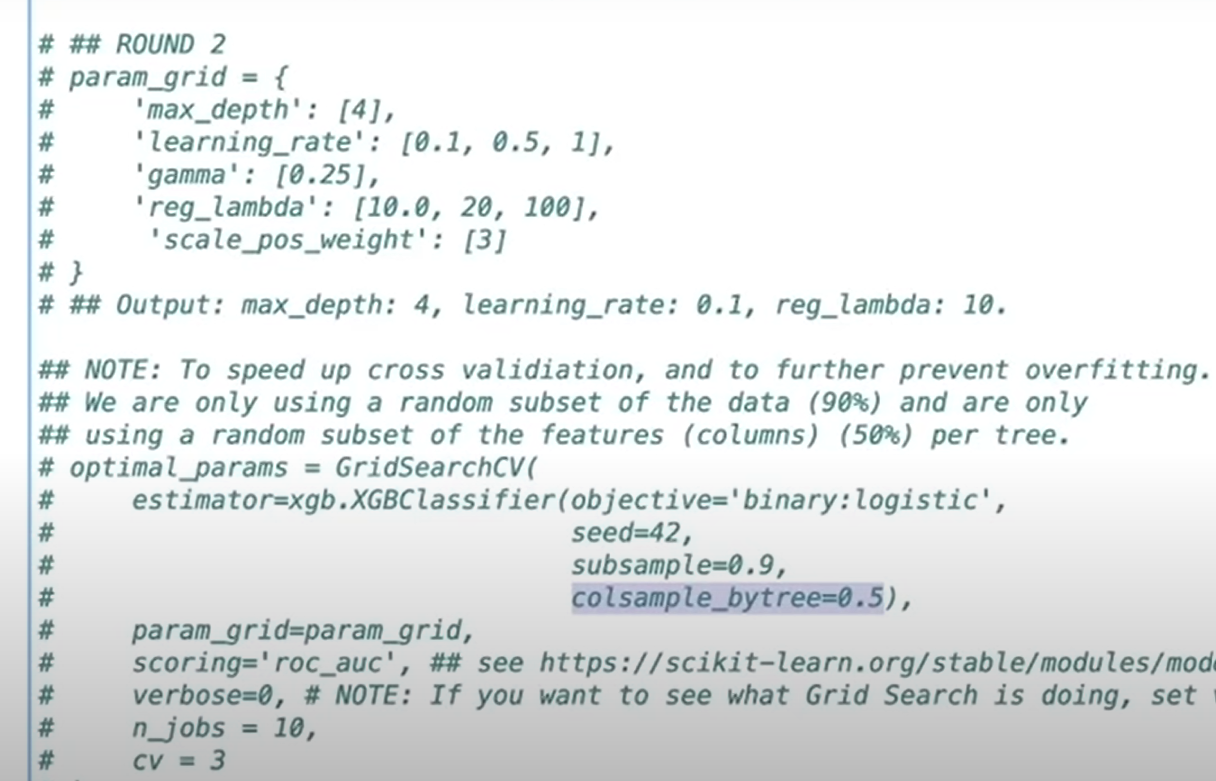 # ## ROUND 2
# param_grid = {
#     'max_depth': [4],
#     'learning_rate': [0.1, 0.5, 1],
#     'gamma': [0.25],
#     'reg_lambda': [10.0, 20, 100],
#      'scale_pos_weight': [3]
# }
# ## Output: max_depth: 4, learning_rate: 0.1, reg_lambda: 10.
## NOTE: To speed up cross validiation, and to further prevent overfitting.
## We are only using a random subset of the data (90%) and are only
## using a random subset of the features (columns) (50%) per tree.
# optimal_params = GridSearchCV(
#     estimator=xgb.XGBClassifier(objective='binary:logistic',
#                                 seed=42,
#                                 subsample=0.9,
#                                 colsample_bytree=0.5),
#     param_grid=param_grid,
#     scoring='roc_auc', ## see https://scikit-learn.org/stable/modules/mod
#     verbose=0, # NOTE: If you want to see what Grid Search is doing, set
#     n_jobs = 10,
#     cv = 3